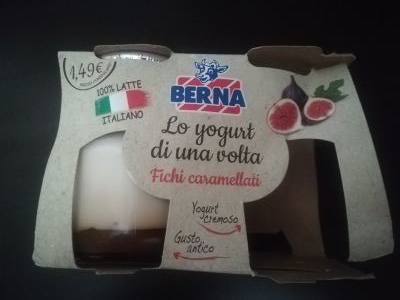 1,49€
100% LATTE
ITALIANO
BERNA
Lo yogurt
di una volta
Fichi caramellati
Yogurt
cremoso
Gusto
antico